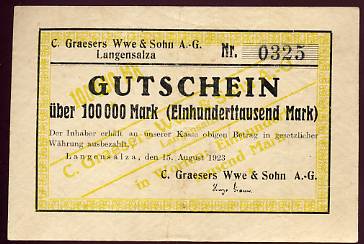 C. Graesers Wwe & Sohn A.-G.
Langensalza
Nr. 0325
GUTSCHEIN
über 100 000 Mark (Einhunderttausend Mark)
Der Inhaber erhält an unserer Kasse obigen Betrag in gesetzlicher
Währung ausbezahlt.
Langensalza, den 15. August 1923
C. Graesers Wwe & Sohn A.-G.